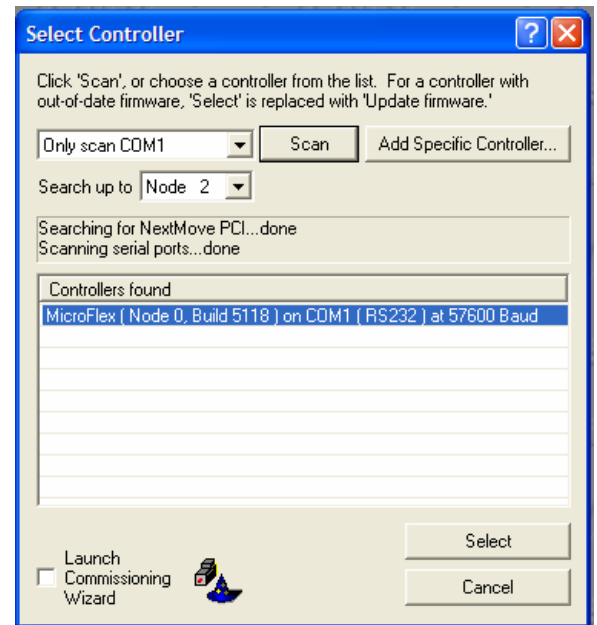 Select Controller
Click 'Scan', or choose a controller from the list. For a controller with
out-of-date firmware, 'Select' is replaced with 'Update firmware.'
Only scan COM1 Scan Add Specific Controller...
Search up to Node 2
Searching for NextMove PCI...done
Scanning serial ports...done
Controllers found
MicroFlex ( Node 0, Build 5118 ) on COM1 ( RS232 ) at 57600 Baud
Select
Launch
Commissioning
Wizard
Cancel